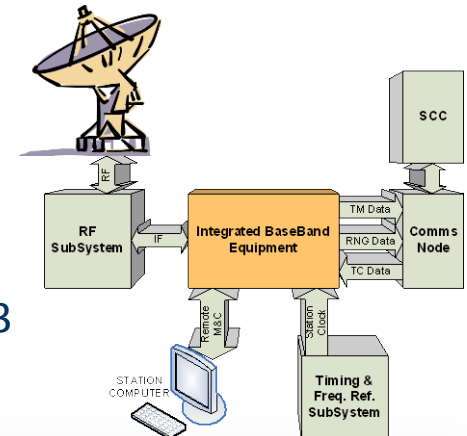 SCC
RF
RF
SubSystem
IF
Integrated BaseBand
Equipment
TM Data
RNG Data
TC Data
Comms
Node
3
Remote
M&C
Station
Clock
STATION
COMPUTER
Timing &
Freq. Ref.
SubSystem